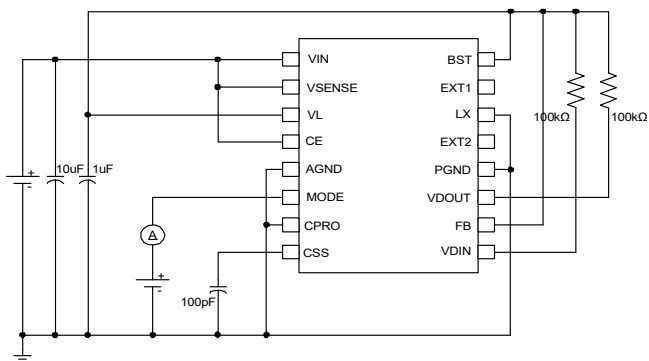 VIN
BST
VSENSE
EXT1
VL
LX
100kΩ
100kΩ
CE
EXT2
10uF
1uF
AGND
PGND
+
-
MODE
VDOUT
CPRO
FB
A
CSS
VDIN
+
-
100pF